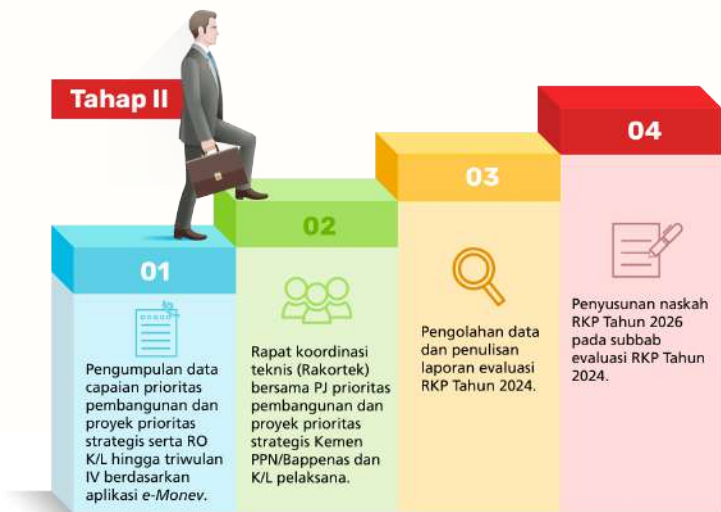 Tahap II
01
Pengumpulan data
capaian prioritas
pembangunan dan
proyek prioritas
strategis serta RO
K/L hingga triwulan
IV berdasarkan
aplikasi e-Monev.
02
Rapat koordinasi
teknis (Rakortek)
bersama PJ prioritas
pembangunan dan
proyek prioritas
strategis Kemen
PPN/Bappenas dan
K/L pelaksana.
03
Pengolahan data
dan penulisan
laporan evaluasi
RKP Tahun 2024.
04
Penyusunan naskah
RKP Tahun 2026
pada subbab
evaluasi RKP Tahun
2024.